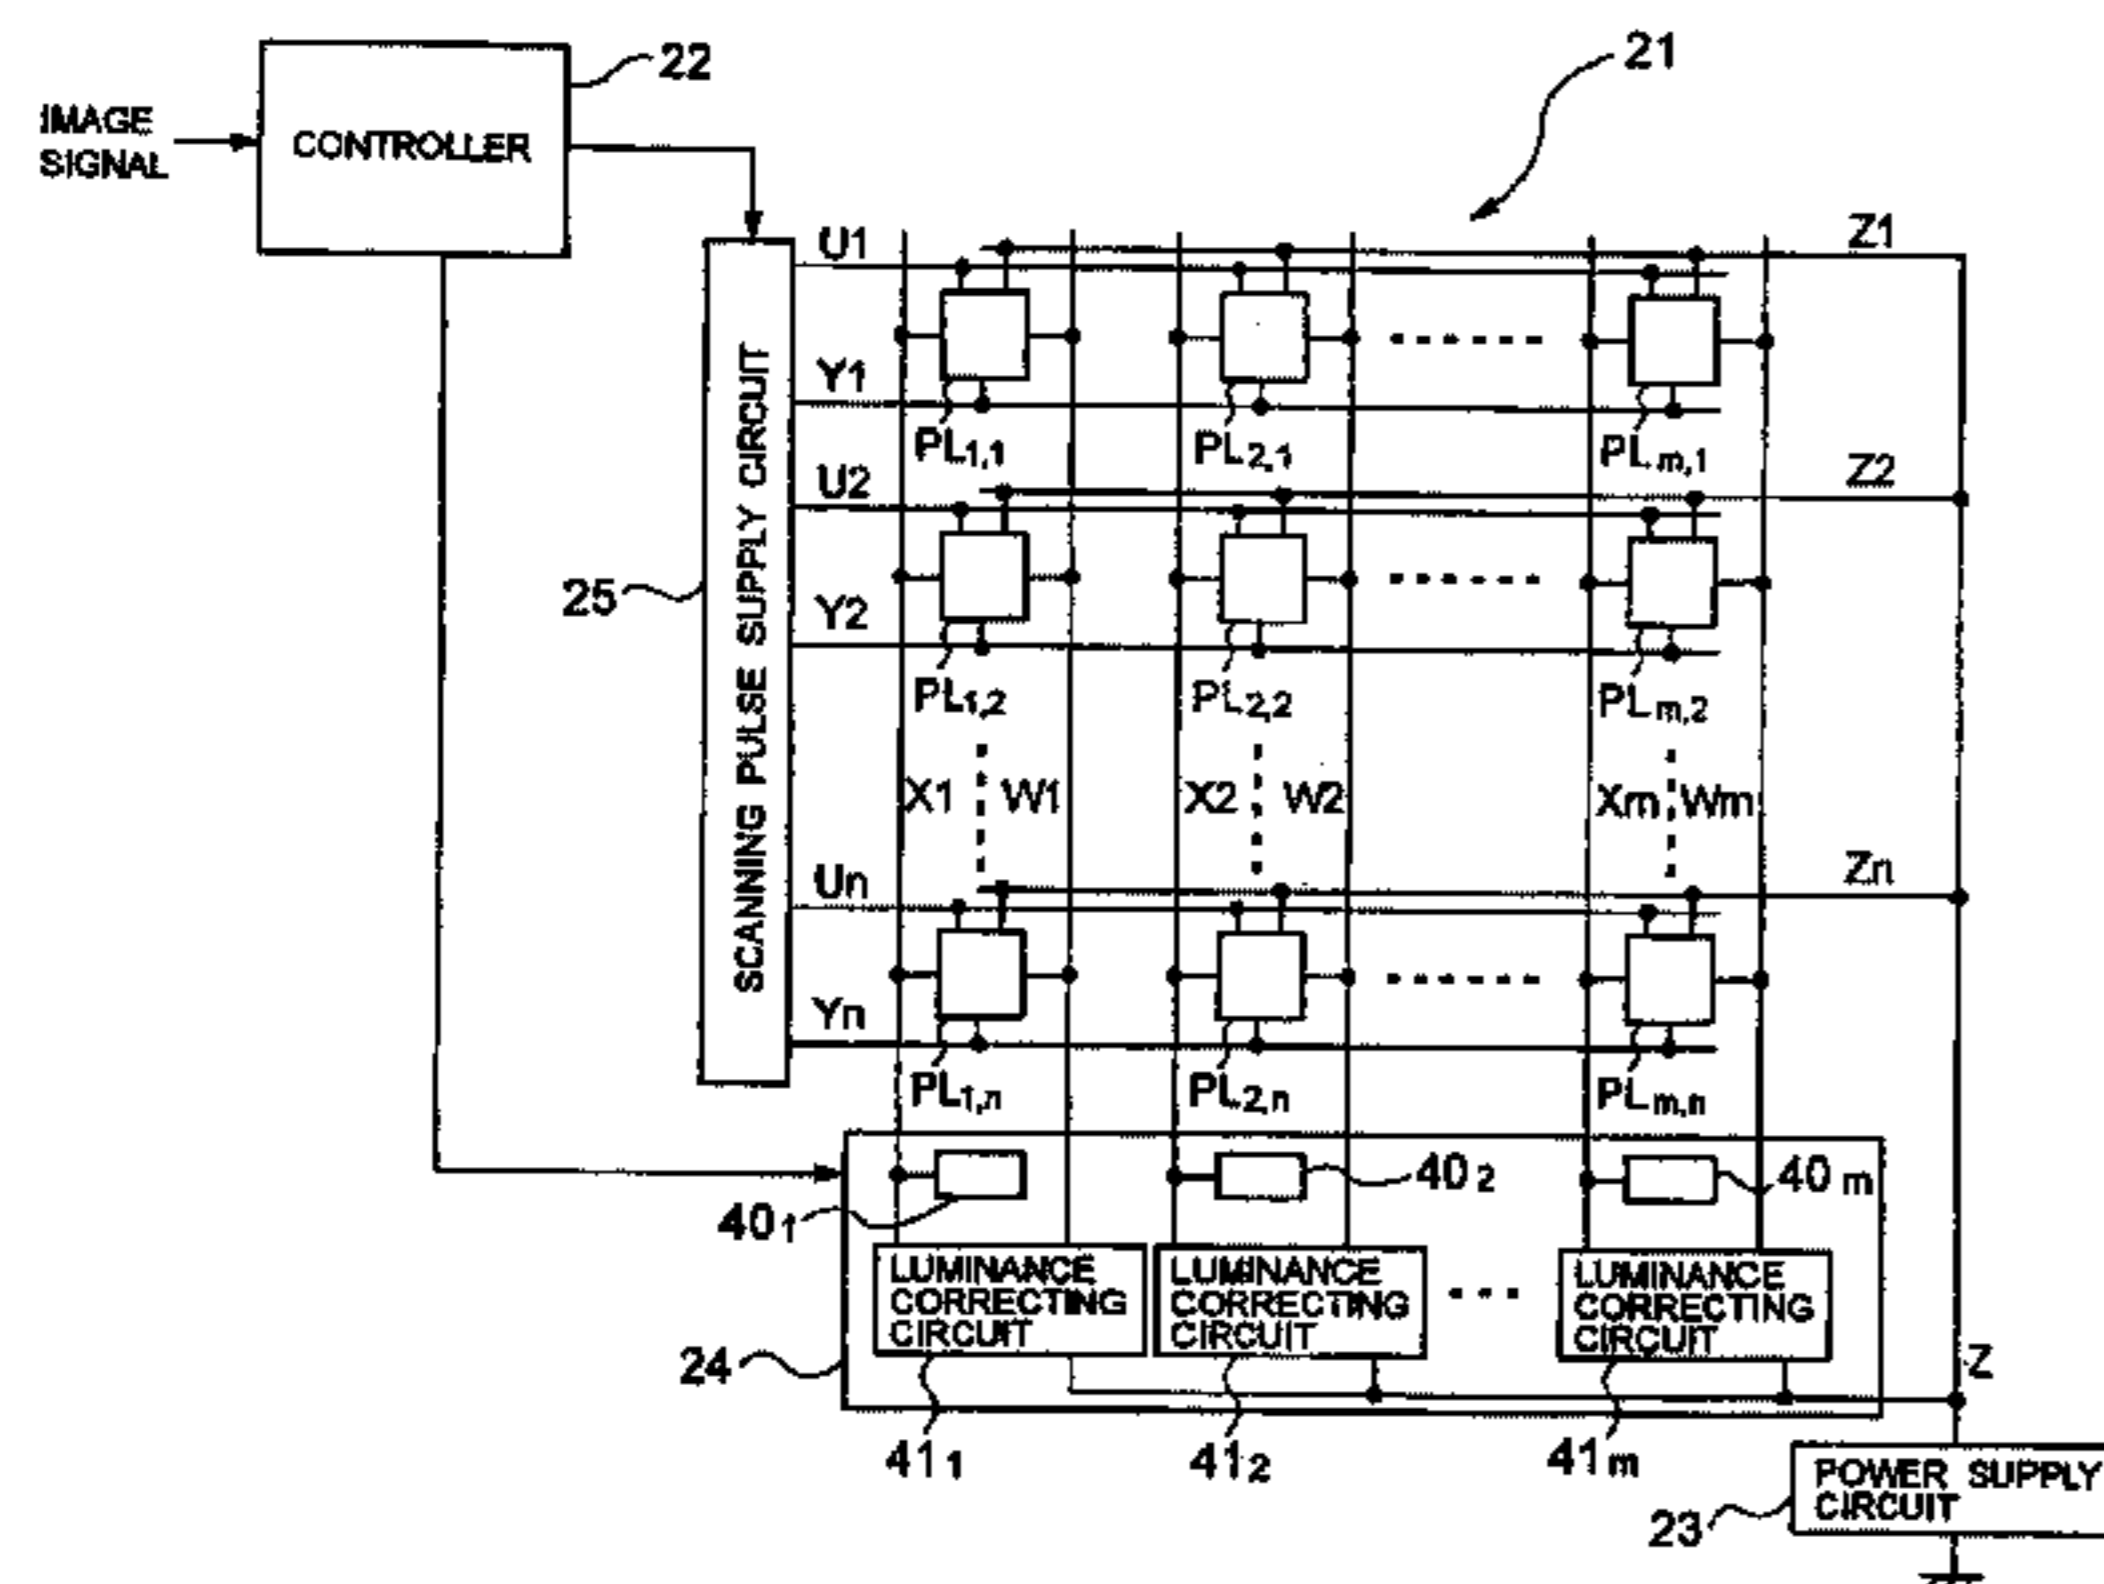 22
21
IMAGE
SIGNAL
CONTROLLER
U1
Z1
Y1
PL1,1
PL2,1
PLm,1
U2
Z2
25
SCANNING PULSE SUPPLY CIRCUIT
Y2
PL1,2
PL2,2
PLm,2
X1
W1
X2
W2
Xm
Wm
Un
Zn
Yn
PL1,n
PL2,n
PLm,n
401
402
40m
LUMINANCE
CORRECTING
CIRCUIT
LUMINANCE
CORRECTING
CIRCUIT
LUMINANCE
CORRECTING
CIRCUIT
24
Z
411
412
41m
POWER SUPPLY
CIRCUIT
23